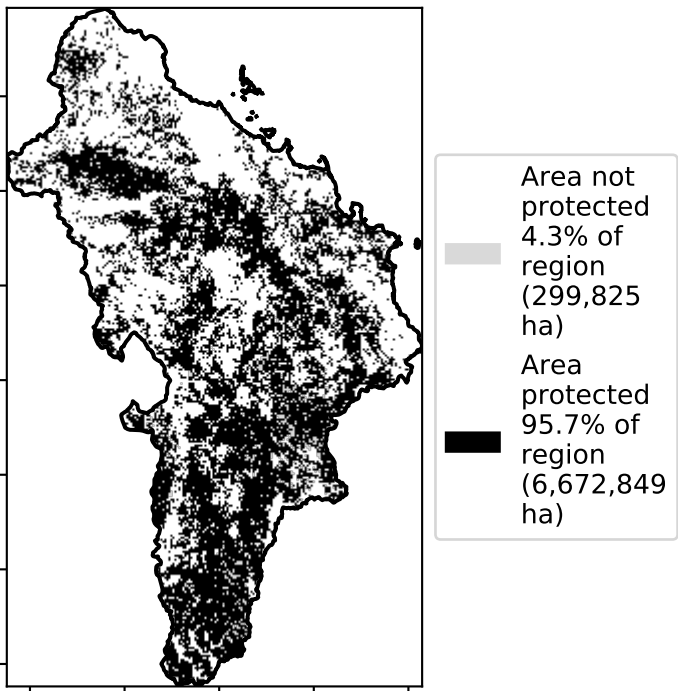 Area not
protected
4.3% of
region
(299,825
ha)
Area
protected
95.7% of
region
(6,672,849
ha)